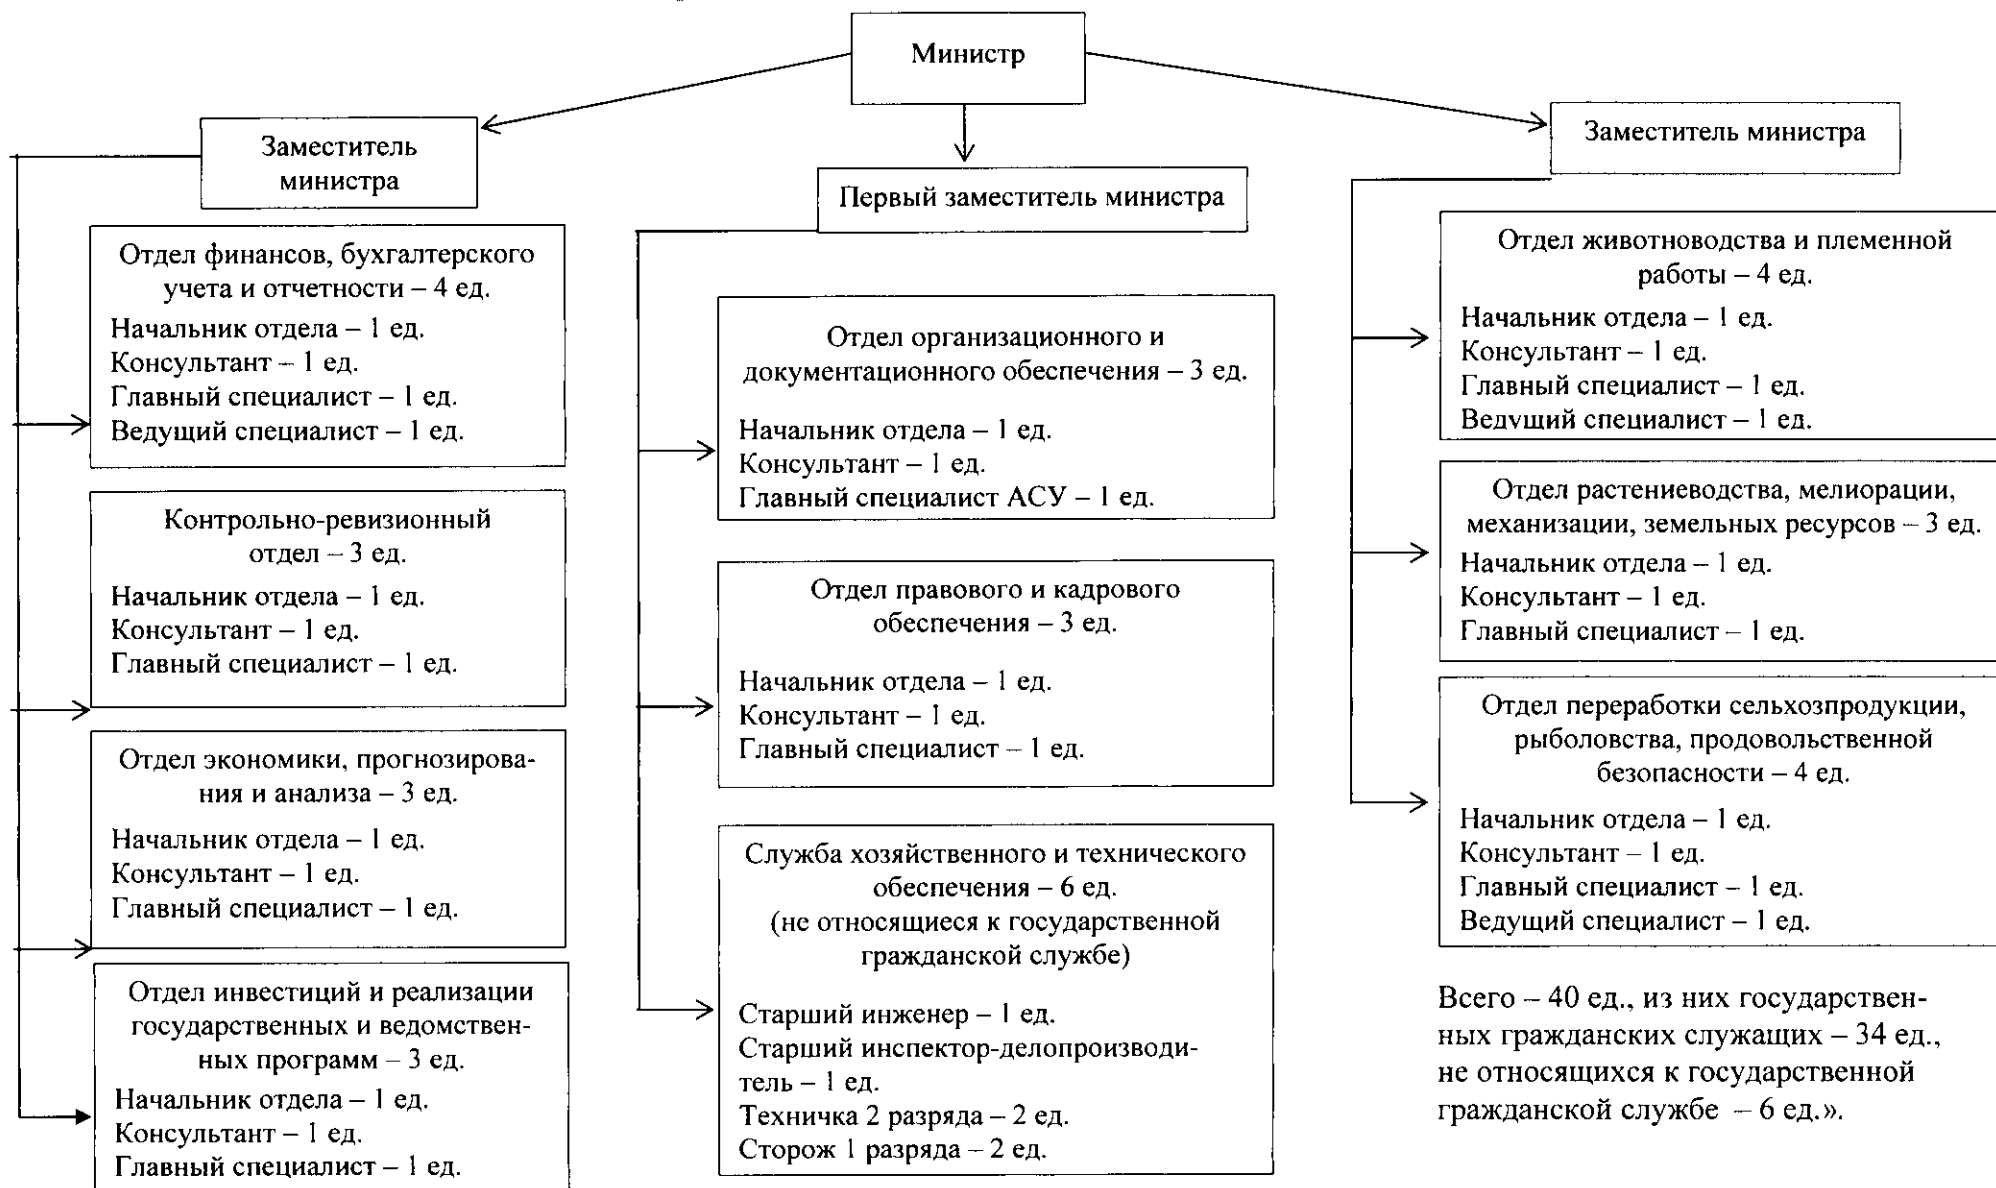 Министр
Заместитель
министра
Первый заместитель министра
Заместитель министра
Отдел финансов, бухгалтерского
учета и отчетности – 4 ед.
Начальник отдела – 1 ед.
Консультант – 1 ед.
Главный специалист – 1 ед.
Ведущий специалист – 1 ед.
Контрольно-ревизионный
отдел – 3 ед.
Начальник отдела – 1 ед.
Консультант – 1 ед.
Главный специалист – 1 ед.
Отдел экономики, прогнозирова-
ния и анализа – 3 ед.
Начальник отдела – 1 ед.
Консультант – 1 ед.
Главный специалист – 1 ед.
Отдел инвестиций и реализации
государственных и ведомствен-
ных программ – 3 ед.
Начальник отдела – 1 ед.
Консультант – 1 ед.
Главный специалист – 1 ед.
Отдел организационного и
документационного обеспечения – 3 ед.
Начальник отдела – 1 ед.
Консультант – 1 ед.
Главный специалист АСУ – 1 ед.
Отдел правового и кадрового
обеспечения – 3 ед.
Начальник отдела – 1 ед.
Консультант – 1 ед.
Главный специалист – 1 ед.
Служба хозяйственного и технического
обеспечения – 6 ед.
(не относящиеся к государственной
гражданской службе)
Старший инженер – 1 ед.
Старший инспектор-делопроизводи-
тель – 1 ед.
Техничка 2 разряда – 2 ед.
Сторож 1 разряда – 2 ед.
Отдел животноводства и племенной
работы – 4 ед.
Начальник отдела – 1 ед.
Консультант – 1 ед.
Главный специалист – 1 ед.
Ведущий специалист – 1 ед.
Отдел растениеводства, мелиорации,
механизации, земельных ресурсов – 3 ед.
Начальник отдела – 1 ед.
Консультант – 1 ед.
Главный специалист – 1 ед.
Отдел переработки сельхозпродукции,
рыболовства, продовольственной
безопасности – 4 ед.
Начальник отдела – 1 ед.
Консультант – 1 ед.
Главный специалист – 1 ед.
Ведущий специалист – 1 ед.
Всего – 40 ед., из них государствен-
ных гражданских служащих – 34 ед.,
не относящихся к государственной
гражданской службе – 6 ед.».